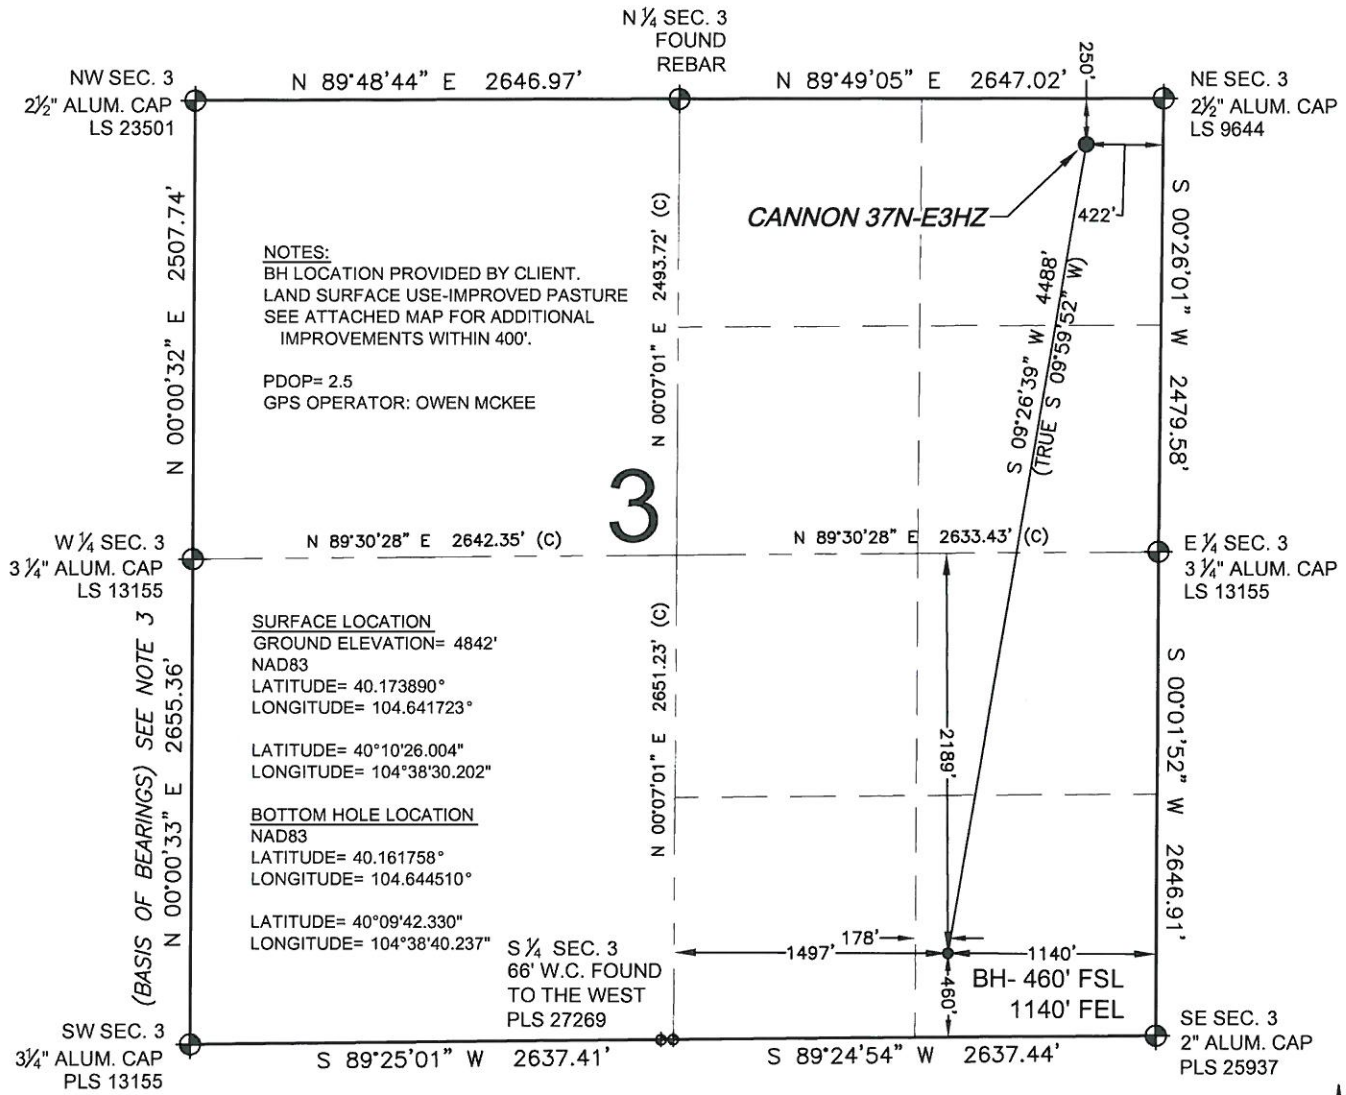 N ¼ SEC. 3
FOUND
REBAR
NW SEC. 3
2½" ALUM. CAP
LS 23501
N 89°48'44" E 2646.97'
N 89°49'05" E 2647.02'
250'
NE SEC. 3
2½" ALUM. CAP
LS 9644
CANNON 37N-E3HZ
422'
N 00°00'32" E 2507.74'
NOTES:
BH LOCATION PROVIDED BY CLIENT.
LAND SURFACE USE-IMPROVED PASTURE
SEE ATTACHED MAP FOR ADDITIONAL
IMPROVEMENTS WITHIN 400'.
PDOP= 2.5
GPS OPERATOR: OWEN MCKEE
N 00°07'01" E 2493.72' (C)
S 09°26'39" W 4488'
(TRUE S 09°59'52" W)
S 00°26'01" W 2479.58'
3
W ¼ SEC. 3
3 ¼" ALUM. CAP
LS 13155
N 89°30'28" E 2642.35' (C)
N 89°30'28" E 2633.43' (C)
E ¼ SEC. 3
3 ¼" ALUM. CAP
LS 13155
(BASIS OF BEARINGS) SEE NOTE 3
N 00°00'33" E 2655.36'
SURFACE LOCATION
GROUND ELEVATION= 4842'
NAD83
LATITUDE= 40.173890°
LONGITUDE= 104.641723°
LATITUDE= 40°10'26.004"
LONGITUDE= 104°38'30.202"
BOTTOM HOLE LOCATION
NAD83
LATITUDE= 40.161758°
LONGITUDE= 104.644510°
LATITUDE= 40°09'42.330"
LONGITUDE= 104°38'40.237"
N 00°07'01" E 2651.23' (C)
2189'
S 00°01'52" W 2646.91'
178'
1497'
1140'
460'
BH- 460' FSL
1140' FEL
S ¼ SEC. 3
66' W.C. FOUND
TO THE WEST
PLS 27269
SW SEC. 3
3¼" ALUM. CAP
PLS 13155
S 89°25'01" W 2637.41'
S 89°24'54" W 2637.44'
SE SEC. 3
2" ALUM. CAP
PLS 25937